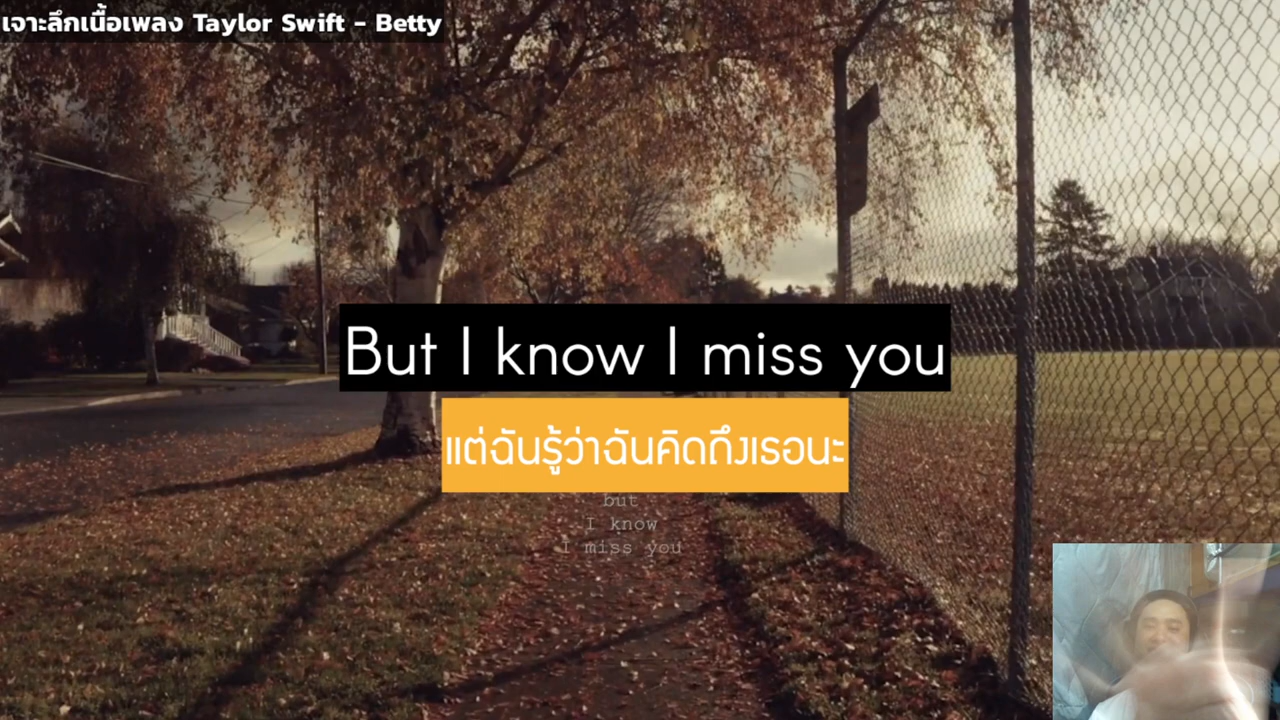 เจาะลึกเนื้อเพลง Taylor Swift - Betty
But I know I miss you
แต่ฉันรู้ว่าฉันคิดถึงเธอนะ
but
I know
I miss you